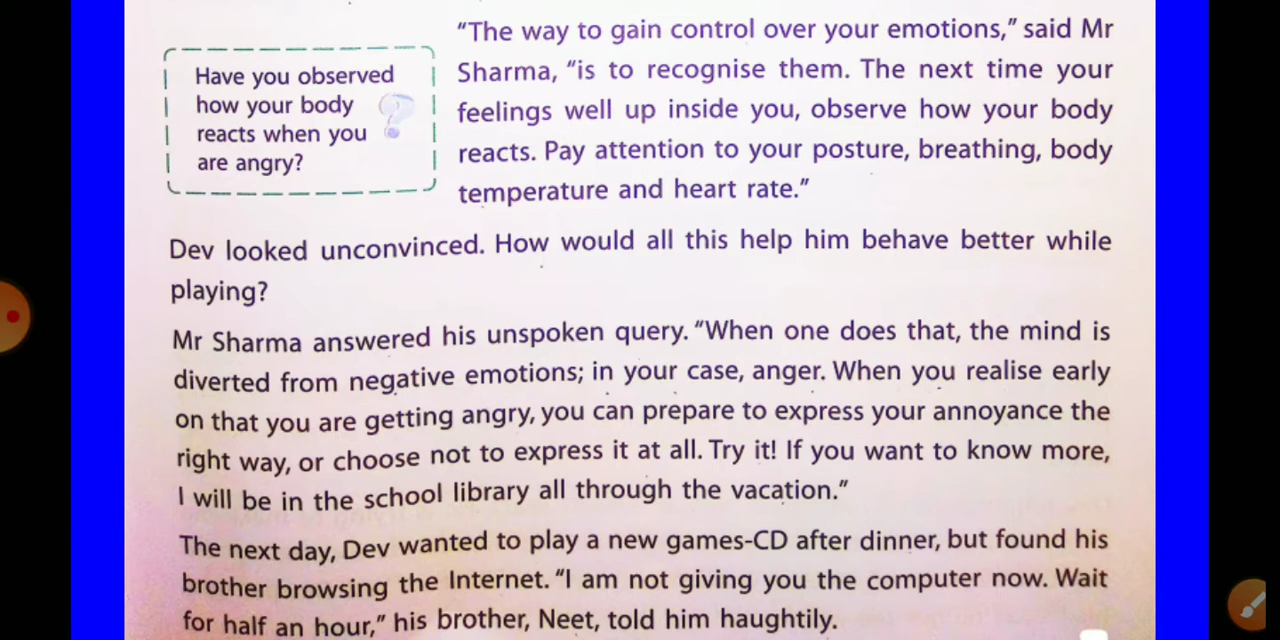 "The way to gain control over your emotions," said Mr
Sharma, "is to recognise them. The next time your
feelings well up inside you, observe how your body
reacts. Pay attention to your posture, breathing, body
temperature and heart rate."
Have you observed
how your body
reacts when you
are angry?
?
Dev looked unconvinced. How would all this help him behave better while
playing?
Mr Sharma answered his unspoken query. "When one does that, the mind is
diverted from negative emotions; in your case, anger. When you realise early
on that you are getting angry, you can prepare to express your annoyance the
right way, or choose not to express it at all. Try it! If you want to know more,
I will be in the school library all through the vacation."
The next day, Dev wanted to play a new games-CD after dinner, but found his
brother browsing the Internet. "I am not giving you the computer now. Wait
for half an hour," his brother, Neet, told him haughtily.